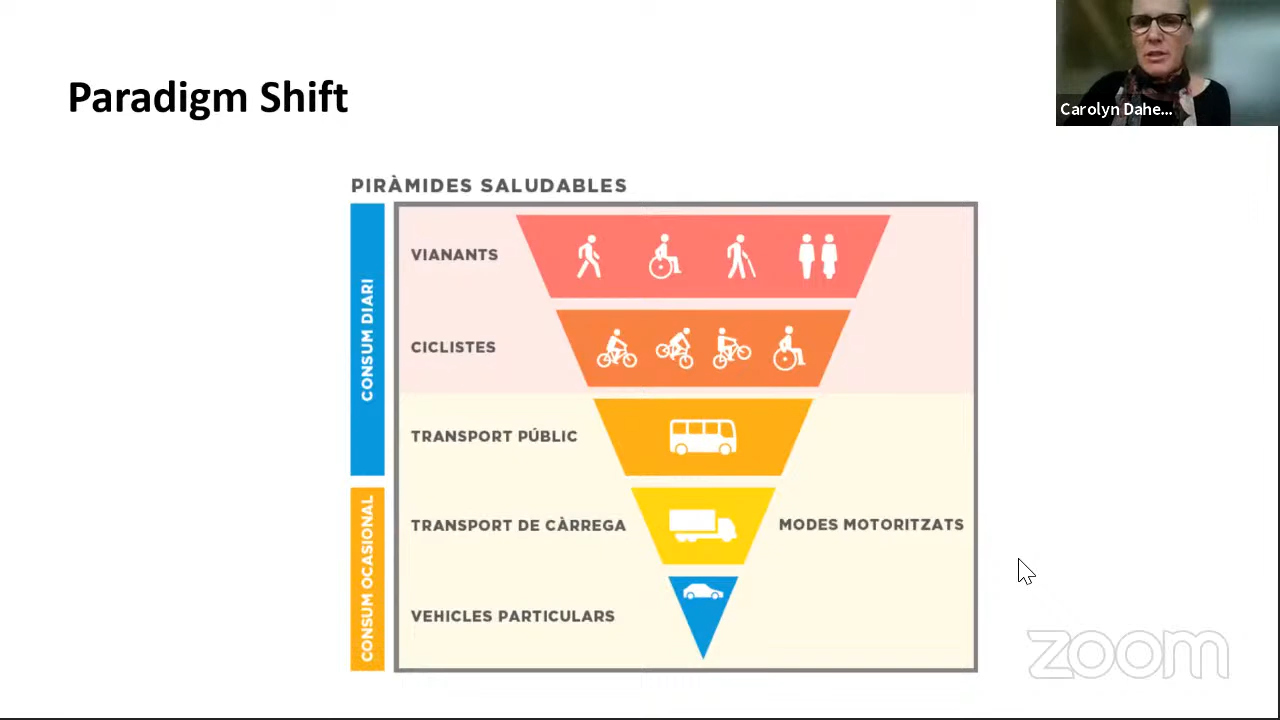 Paradigm Shift
Carolyn Dahe...
PIRÀMIDES SALUDABLES
CONSUM DIARI
VIANANTS
CICLISTES
TRANSPORT PÚBLIC
CONSUM OCASIONAL
TRANSPORT DE CÀRREGA
MODES MOTORITZATS
VEHICLES PARTICULARS
zoom